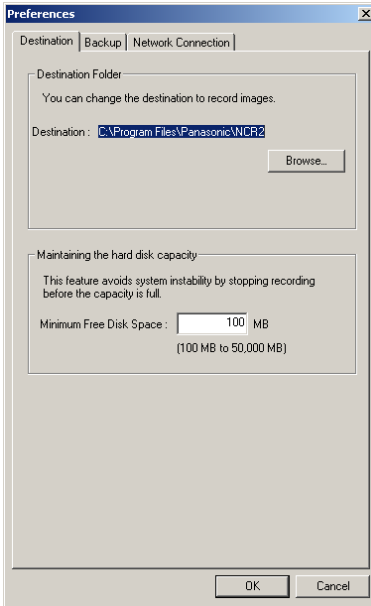 Preferences
Destination Backup Network Connection
Destination Folder
You can change the destination to record images.
Destination : C:\Program Files\Panasonic\NCR2
Browse...
Maintaining the hard disk capacity
This feature avoids system instability by stopping recording
before the capacity is full.
Minimum Free Disk Space : 100 MB
(100 MB to 50,000 MB)
OK Cancel